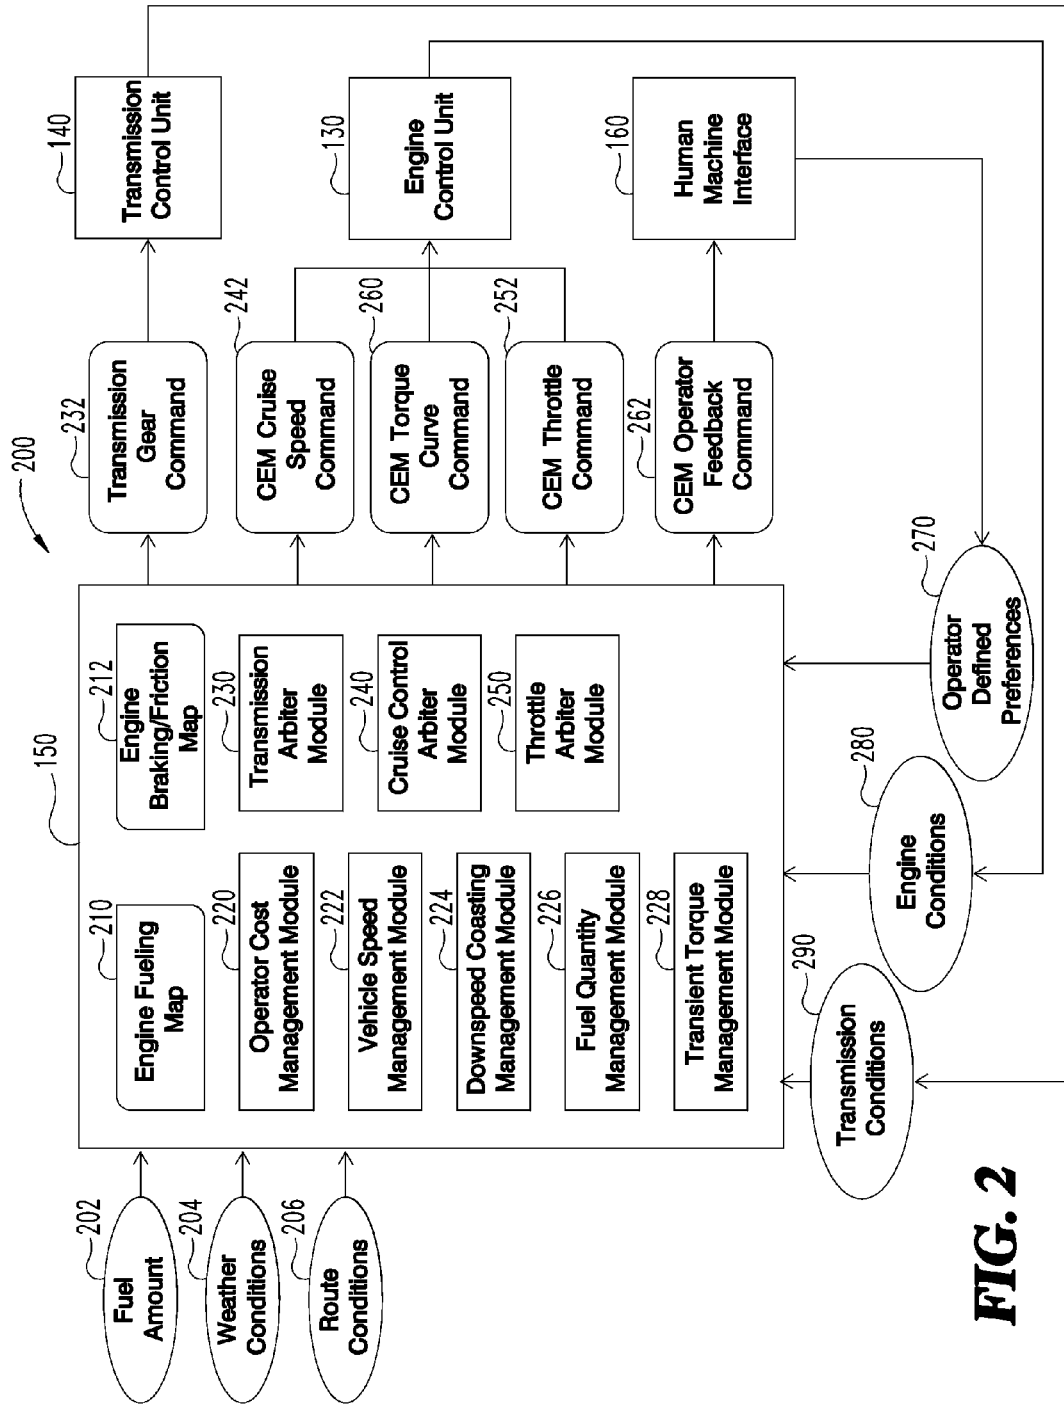 200
202
Fuel
Amount
204
Weather
Conditions
206
Route
Conditions
150
210
Engine Fueling
Map
212
Engine
Braking/Friction
Map
220
Operator Cost
Management Module
222
Vehicle Speed
Management Module
224
Downspeed Coasting
Management Module
226
Fuel Quantity
Management Module
228
Transient Torque
Management Module
230
Transmission
Arbiter
Module
240
Cruise Control
Arbiter
Module
250
Throttle
Arbiter
Module
232
Transmission
Gear
Command
242
CEM Cruise
Speed
Command
260
CEM Torque
Curve
Command
252
CEM Throttle
Command
262
CEM Operator
Feedback
Command
140
Transmission
Control Unit
130
Engine
Control Unit
160
Human
Machine
Interface
290
Transmission
Conditions
280
Engine
Conditions
270
Operator
Defined
Preferences
FIG. 2